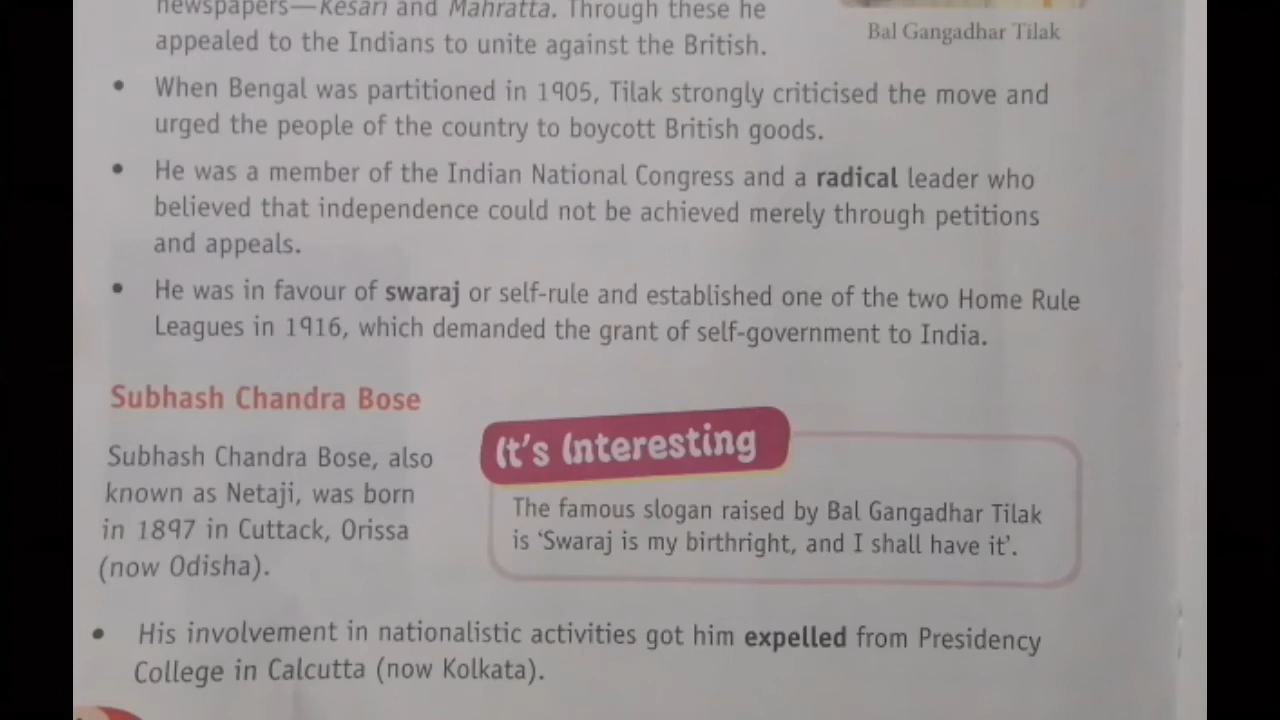 newspapers—Kesari and Mahratta. Through these he
appealed to the Indians to unite against the British.
Bal Gangadhar Tilak
• When Bengal was partitioned in 1905, Tilak strongly criticised the move and
urged the people of the country to boycott British goods.
• He was a member of the Indian National Congress and a radical leader who
believed that independence could not be achieved merely through petitions
and appeals.
• He was in favour of swaraj or self-rule and established one of the two Home Rule
Leagues in 1916, which demanded the grant of self-government to India.
Subhash Chandra Bose
Subhash Chandra Bose, also
known as Netaji, was born
in 1897 in Cuttack, Orissa
(now Odisha).
It's Interesting
The famous slogan raised by Bal Gangadhar Tilak
is ‘Swaraj is my birthright, and I shall have it’.
• His involvement in nationalistic activities got him expelled from Presidency
College in Calcutta (now Kolkata).